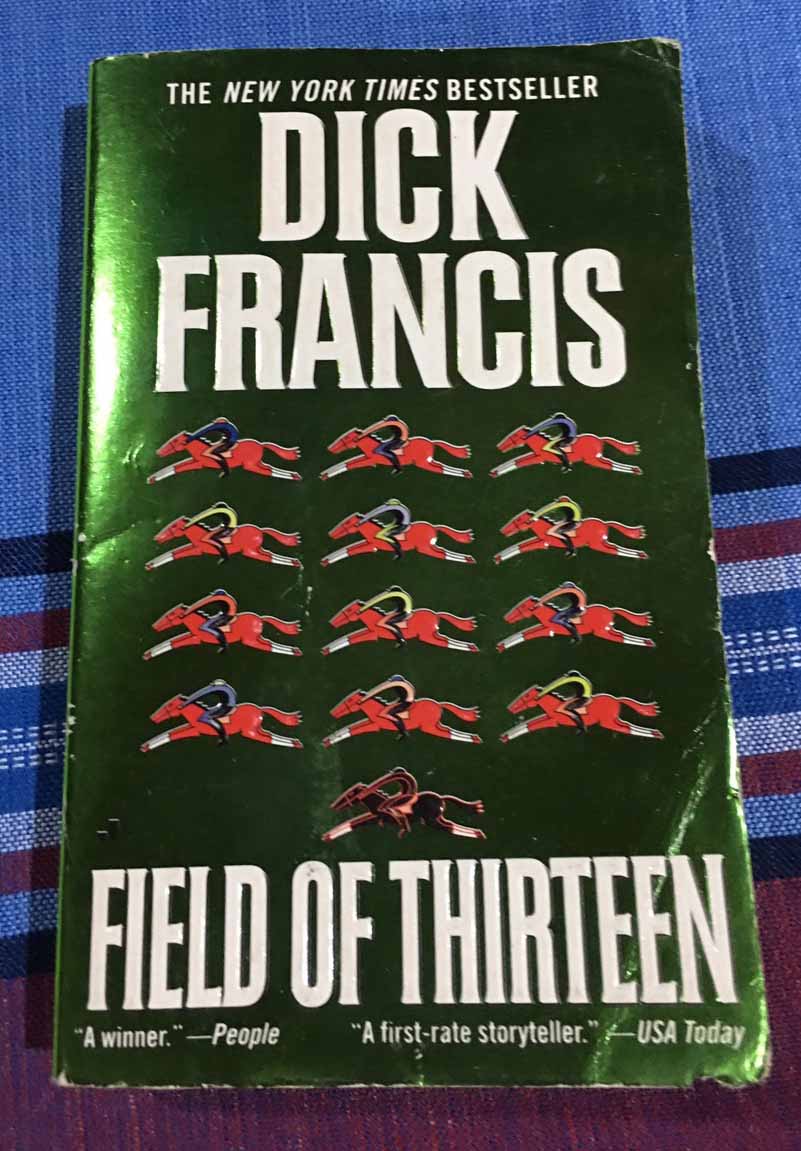 THE NEW YORK TIMES BESTSELLER
DICK
FRANCIS
FIELD OF THIRTEEN
"A winner."—People "A first-rate storyteller."—USA Today